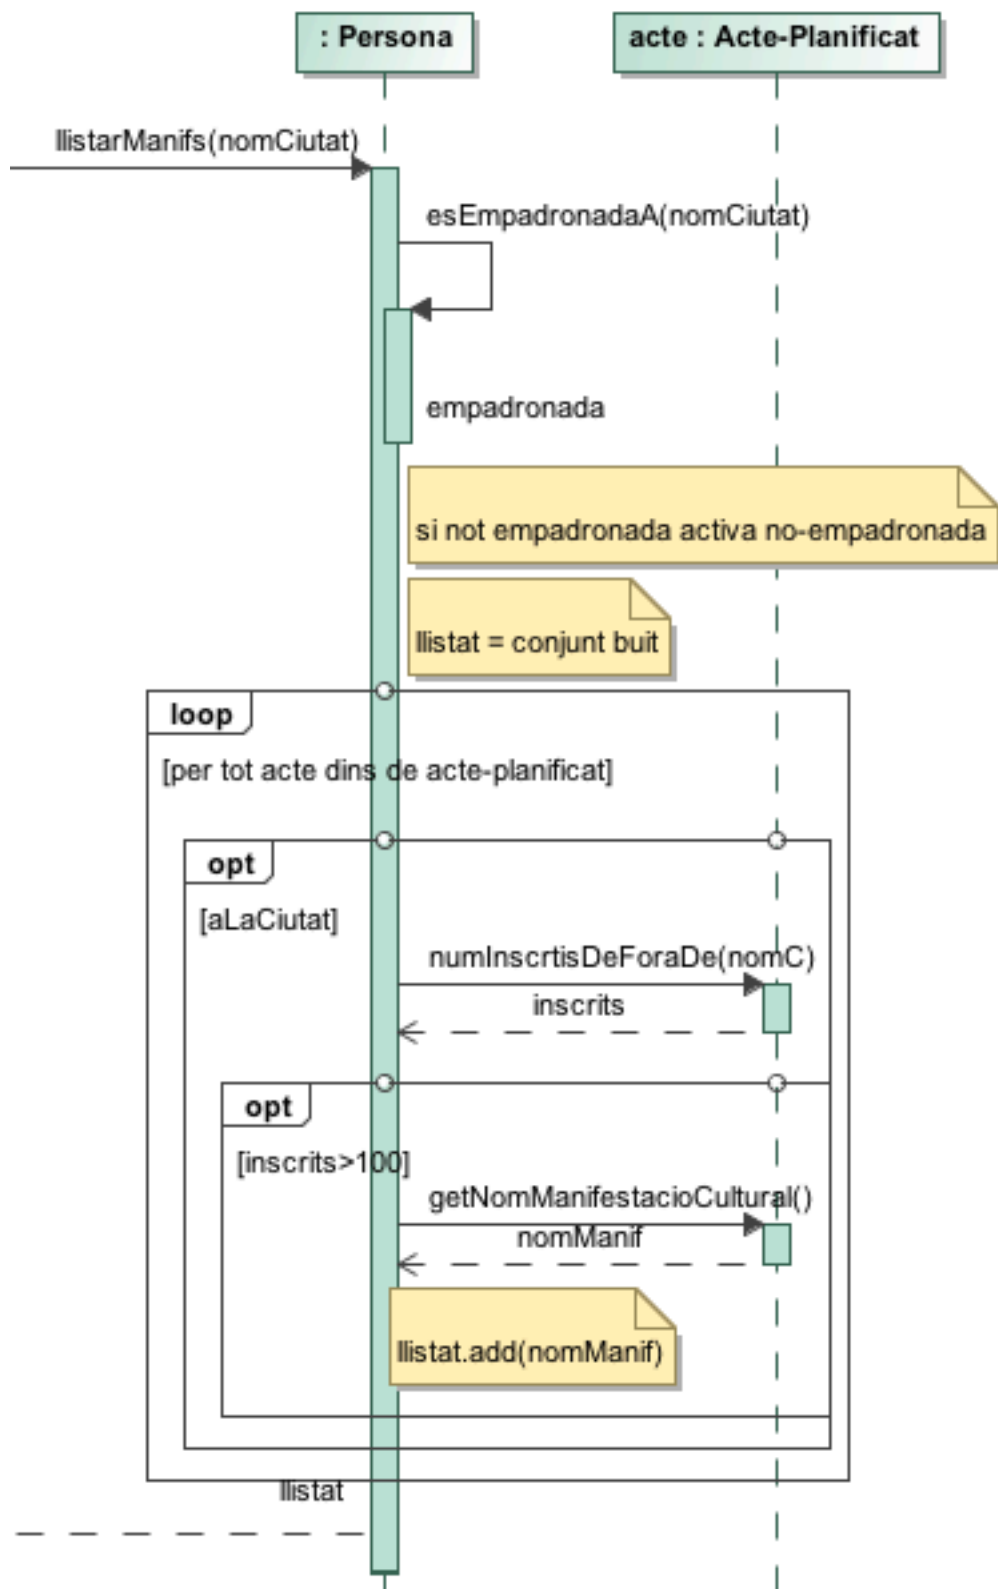 : Persona
acte : Acte-Planificat
llistarManifs(nomCiutat)
esEmpadronadaA(nomCiutat)
empadronada
si not empadronada activa no-empadronada
llistat = conjunt buit
loop
[per tot acte dins de acte-planificat]
opt
[aLaCiutat]
numInscrtisDeForaDe(nomC)
inscrits
opt
[inscrits>100]
getNomManifestacioCultural()
nomManif
llistat.add(nomManif)
llistat